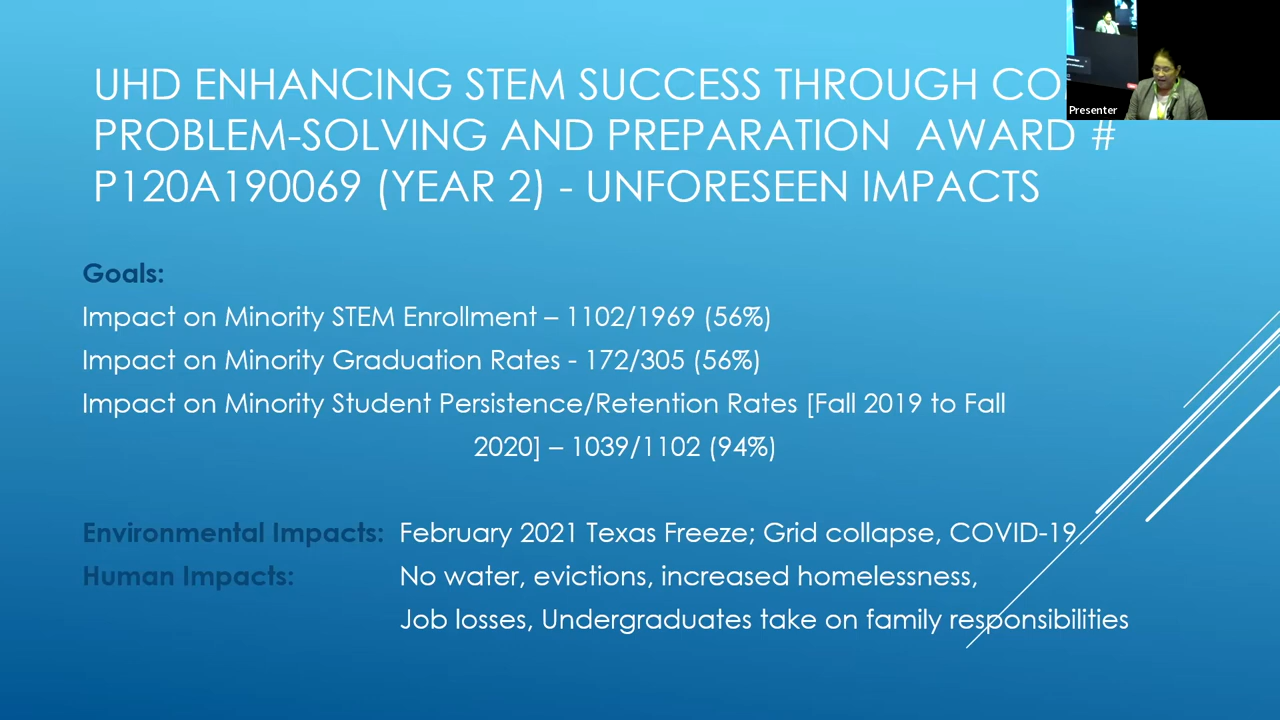 UHD ENHANCING STEM SUCCESS THROUGH
PROBLEM-SOLVING AND PREPARATION AWARD #
P120A190069 (YEAR 2) - UNFORESEEN IMPACTS
Presenter
Goals:
Impact on Minority STEM Enrollment – 1102/1969 (56%)
Impact on Minority Graduation Rates - 172/305 (56%)
Impact on Minority Student Persistence/Retention Rates [Fall 2019 to Fall
2020] – 1039/1102 (94%)
Environmental Impacts: February 2021 Texas Freeze; Grid collapse, COVID-19
Human Impacts: No water, evictions, increased homelessness,
Job losses, Undergraduates take on family responsibilities